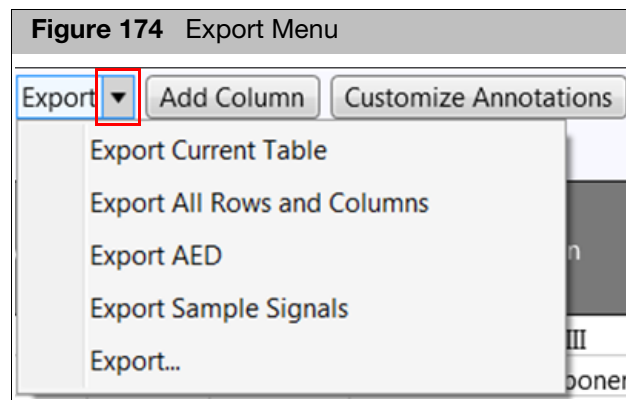 Figure 174 Export Menu
Export Add Column Customize Annotations
Export Current Table
Export All Rows and Columns
Export AED
n
Export Sample Signals
III
Export...